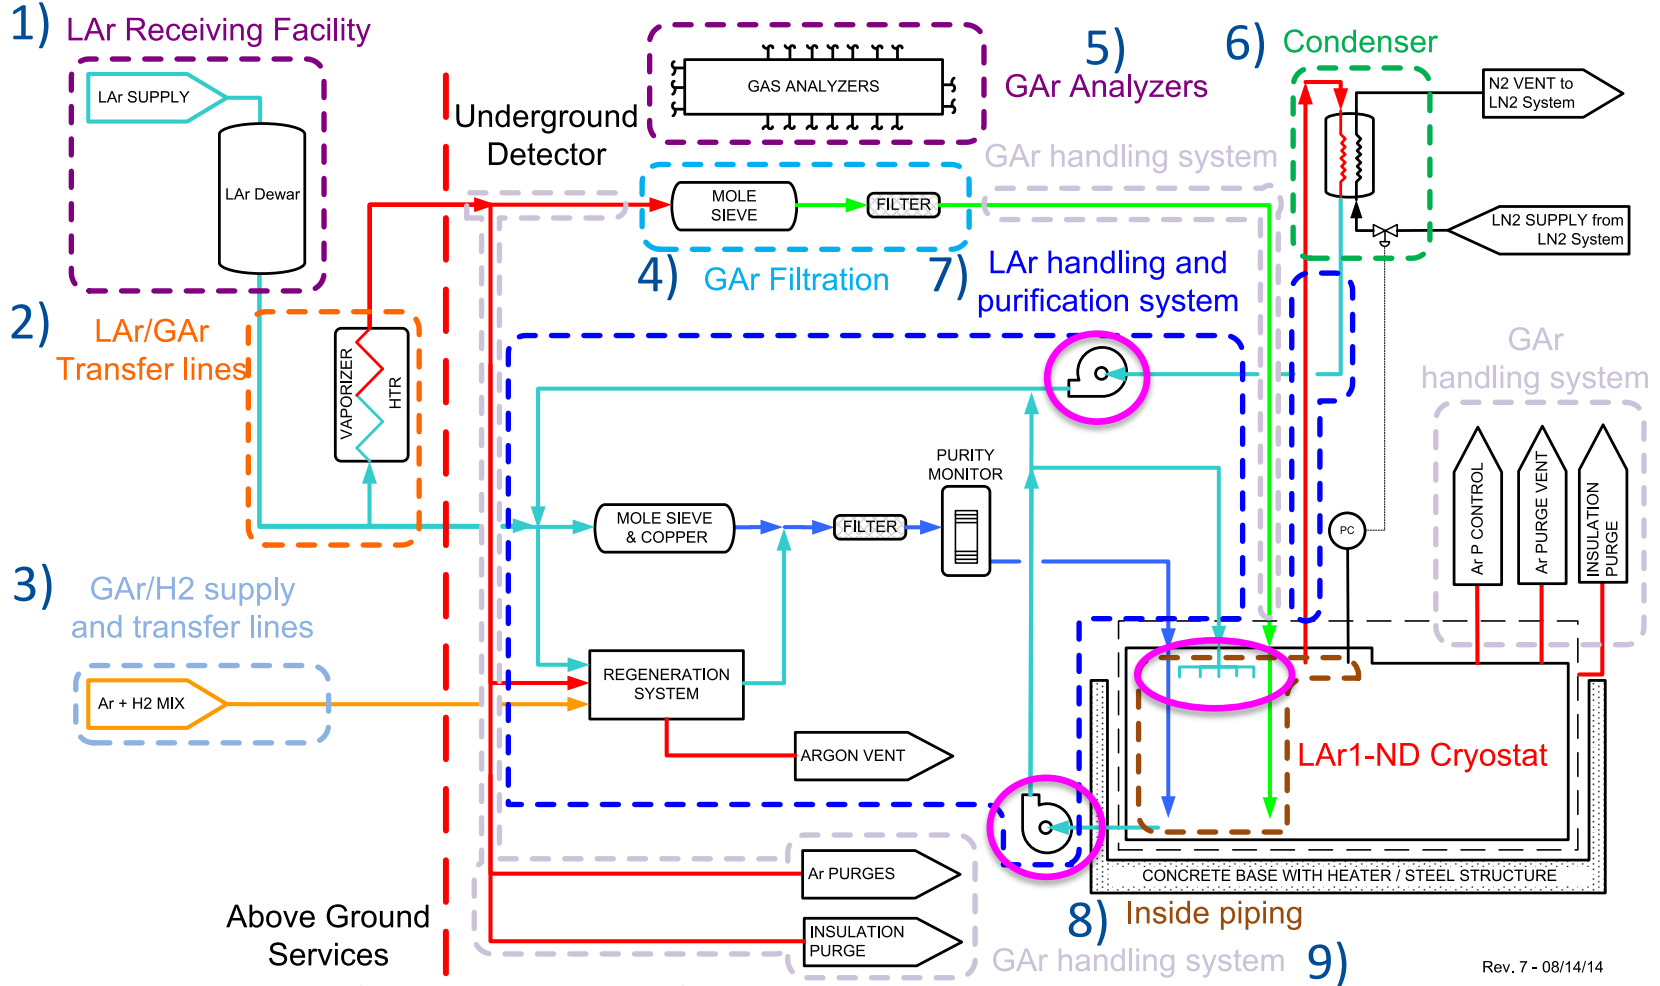 1) LAr Receiving Facility
LAr SUPPLY
LAr Dewar
2) LAr/GAr
Transfer lines
VAPORIZER
HTR
3) GAr/H2 supply
and transfer lines
Ar + H2 MIX
Above Ground
Services
Underground
Detector
GAS ANALYZERS
5)
GAr Analyzers
GAr handling system
MOLE
SIEVE
FILTER
4) GAr Filtration
6) Condenser
N2 VENT to
LN2 System
LN2 SUPPLY from
LN2 System
7) LAr handling and
purification system
PURITY
MONITOR
MOLE SIEVE
& COPPER
FILTER
REGENERATION
SYSTEM
ARGON VENT
Ar PURGES
INSULATION
PURGE
GAr
handling system
Ar P CONTROL
Ar PURGE VENT
INSULATION
PURGE
PC
LAr1-ND Cryostat
CONCRETE BASE WITH HEATER / STEEL STRUCTURE
8) Inside piping
GAr handling system 9)
Rev. 7 - 08/14/14